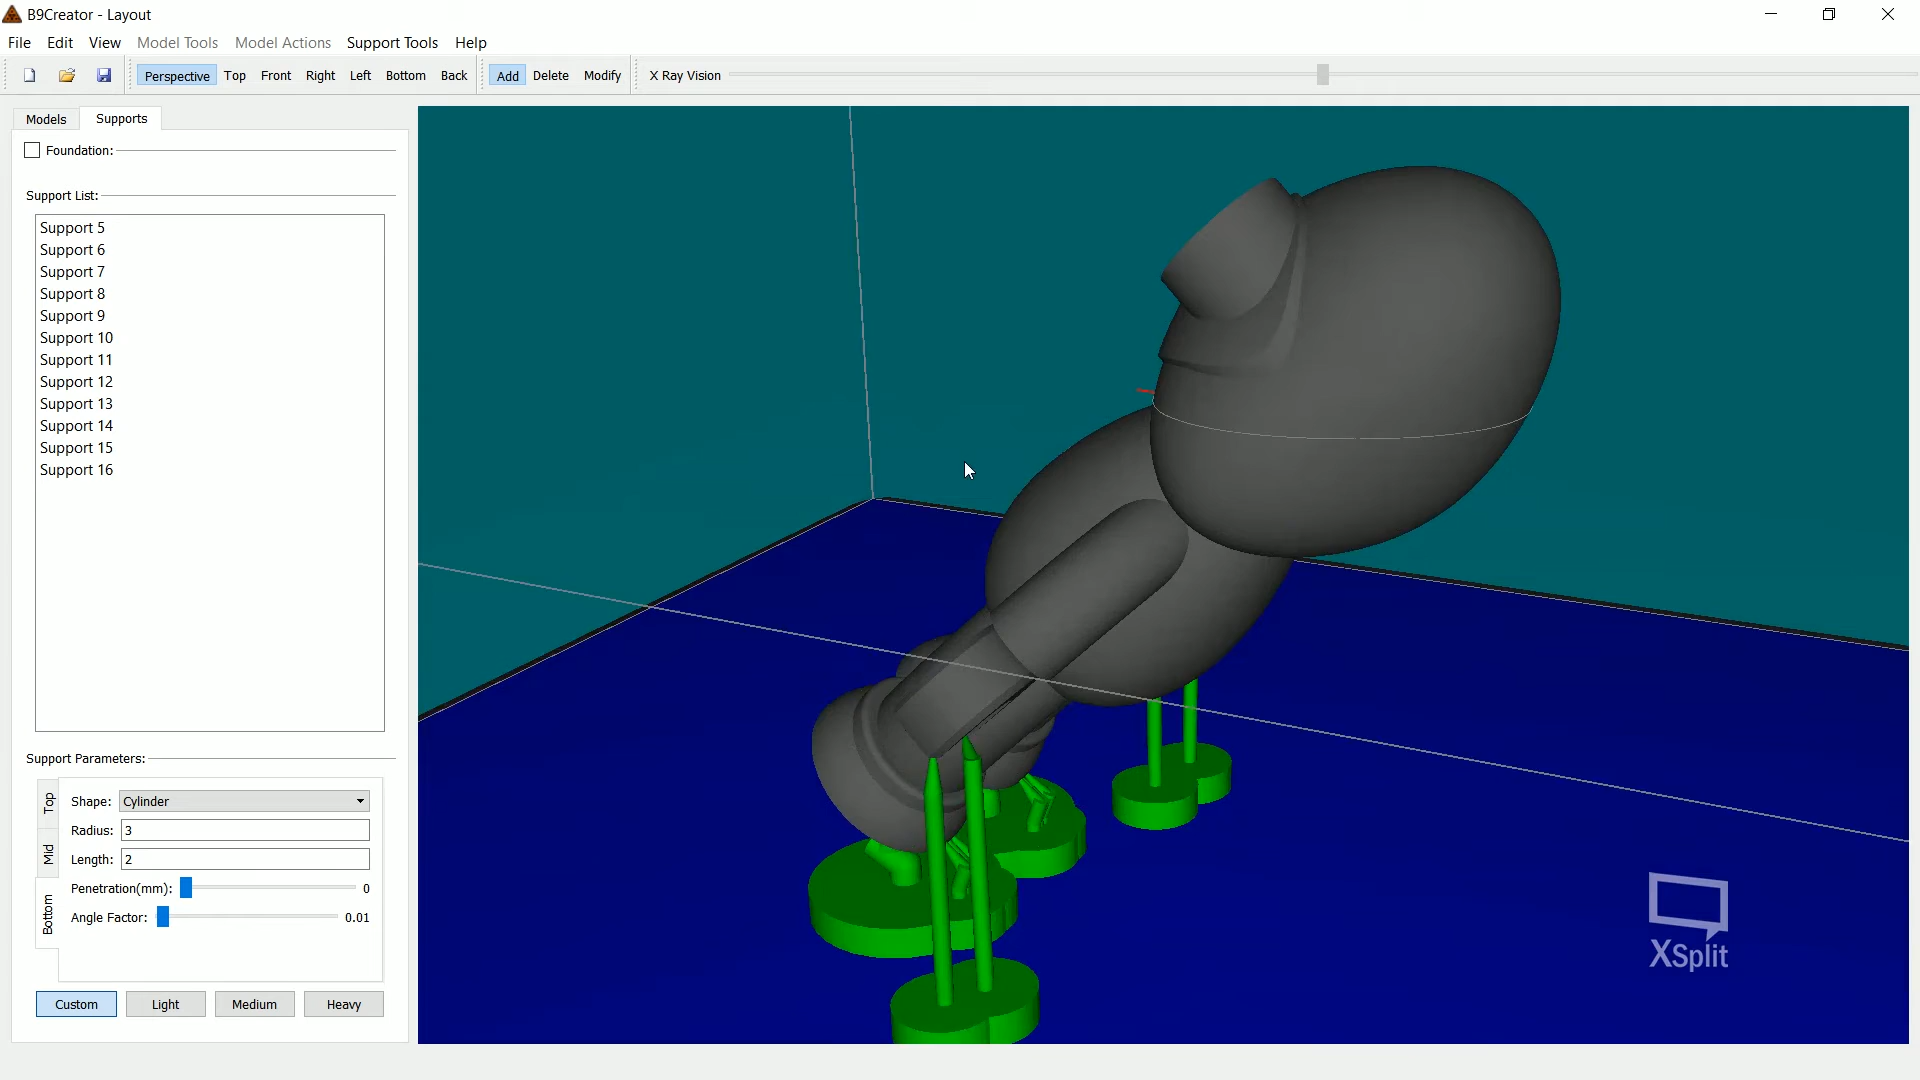 B9Creator - Layout
File Edit View Model Tools Model Actions Support Tools Help
Perspective Top Front Right Left Bottom Back Add Delete Modify X Ray Vision
Models Supports
Foundation:
Support List:
Support 5
Support 6
Support 7
Support 8
Support 9
Support 10
Support 11
Support 12
Support 13
Support 14
Support 15
Support 16
Support Parameters:
Top
Mid
Bottom
Shape: Cylinder
Radius: 3
Length: 2
Penetration(mm): 0
Angle Factor: 0.01
Custom Light Medium Heavy
XSplit